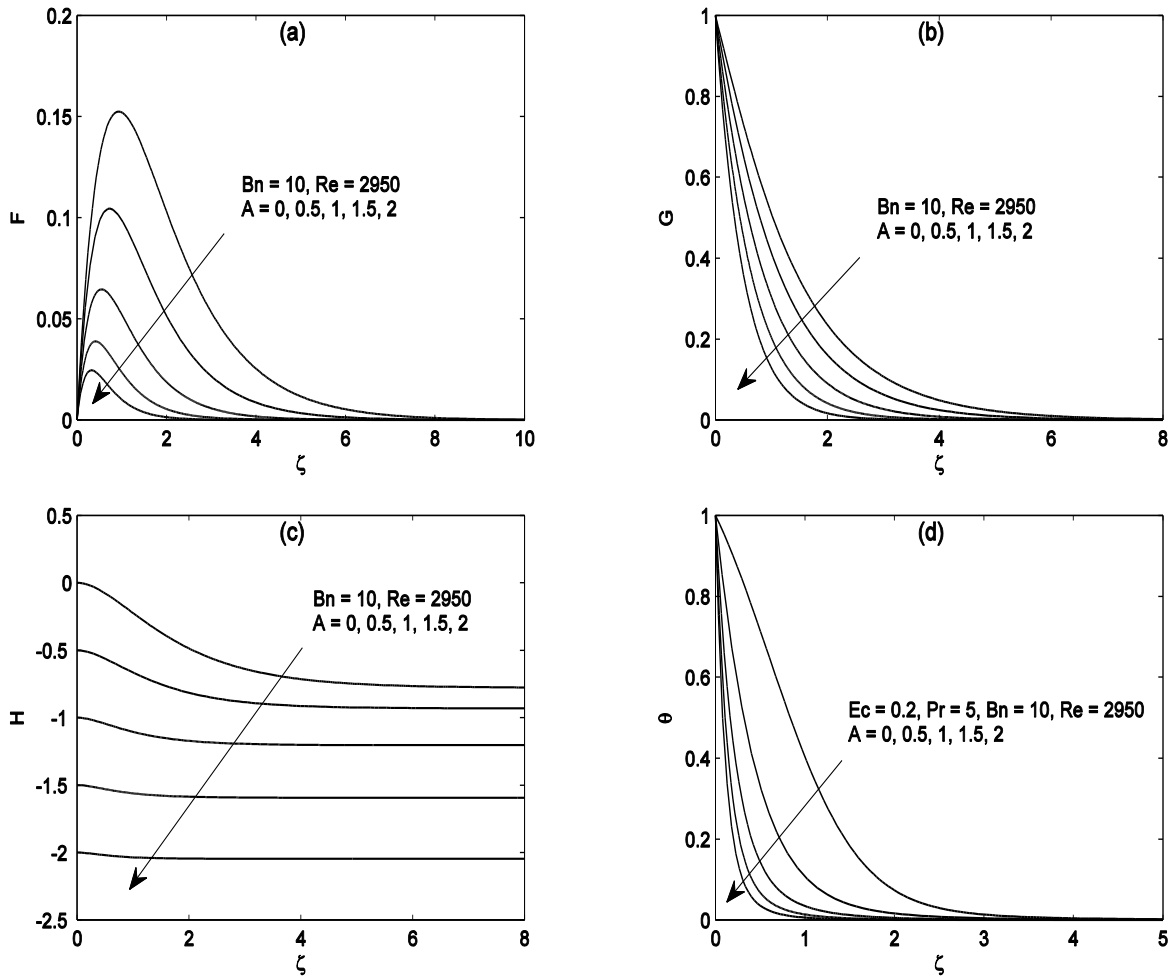 (a)
0.2
0.15
0.1
0.05
0
F
Bn = 10, Re = 2950
A = 0, 0.5, 1, 1.5, 2
0 2 4 6 8 10
ζ
(b)
1
0.8
0.6
0.4
0.2
0
G
Bn = 10, Re = 2950
A = 0, 0.5, 1, 1.5, 2
0 2 4 6 8
ζ
(c)
0.5
0
-0.5
-1
-1.5
-2
-2.5
H
Bn = 10, Re = 2950
A = 0, 0.5, 1, 1.5, 2
0 2 4 6 8
ζ
(d)
1
0.8
0.6
0.4
0.2
0
θ
Ec = 0.2, Pr = 5, Bn = 10, Re = 2950
A = 0, 0.5, 1, 1.5, 2
0 1 2 3 4 5
ζ